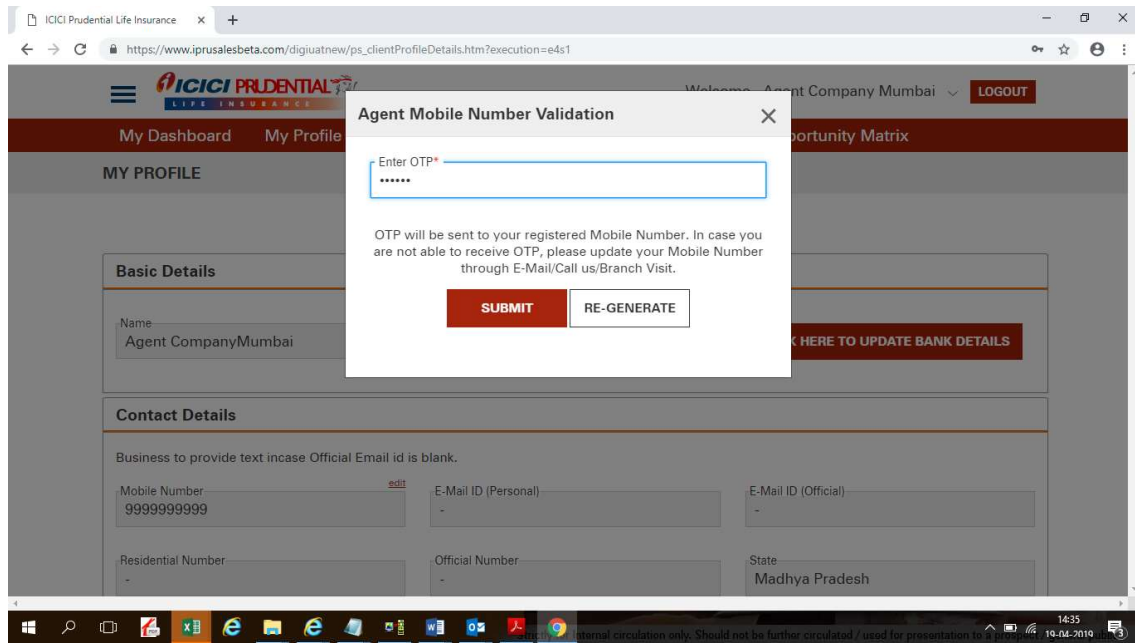 ICICI Prudential Life Insurance
https://www.iprusalesbeta.com/digiuatnew/ps_clientProfileDetails.htm?execution=e4s1
ICICI PRUDENTIAL
LIFE INSURANCE
Agent Company Mumbai
LOGOUT
My Dashboard My Profile
Opportunity Matrix
MY PROFILE
Agent Mobile Number Validation
Enter OTP*
••••••
OTP will be sent to your registered Mobile Number. In case you
are not able to receive OTP, please update your Mobile Number
through E-Mail/Call us/Branch Visit.
SUBMIT RE-GENERATE
Basic Details
Name
Agent CompanyMumbai
HERE TO UPDATE BANK DETAILS
Contact Details
Business to provide text incase Official Email id is blank.
Mobile Number edit E-Mail ID (Personal) E-Mail ID (Official)
9999999999 - -
Residential Number Official Number State
- - Madhya Pradesh
internal circulation only. Should not be further circulated / used for presentation to a
14:35
19-04-2019